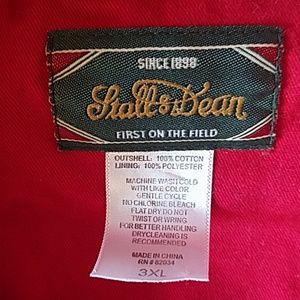 SINCE 1898
Stall & Dean
FIRST ON THE FIELD
OUTSHELL: 100% COTTON
LINING: 100% POLYESTER
MACHINE WASH COLD
WITH LIKE COLOR
GENTLE CYCLE
NO CHLORINE BLEACH
FLAT DRY DO NOT
TWIST OR WRING
FOR BETTER HANDLING
DRYCLEANING IS
RECOMMENDED
MADE IN CHINA
RN # 82034
3XL